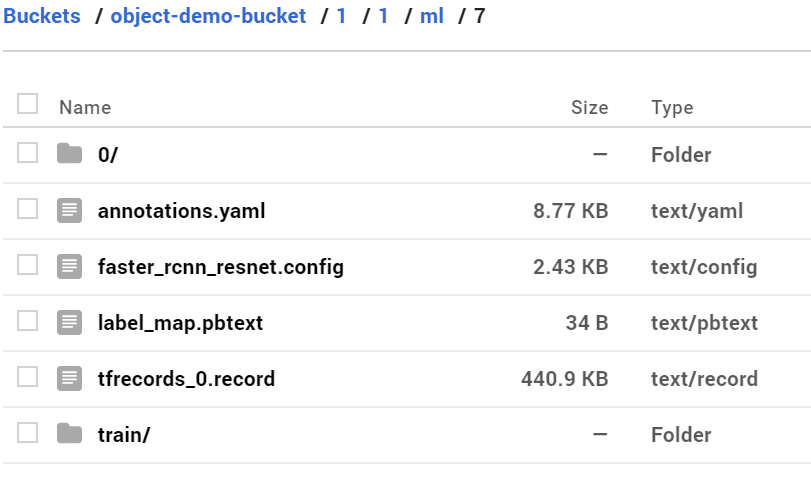 Buckets / object-demo-bucket / 1 / 1 / ml / 7
Name Size Type
0/ — Folder
annotations.yaml 8.77 KB text/yaml
faster_rcnn_resnet.config 2.43 KB text/config
label_map.pbtext 34 B text/pbtext
tfrecords_0.record 440.9 KB text/record
train/ — Folder